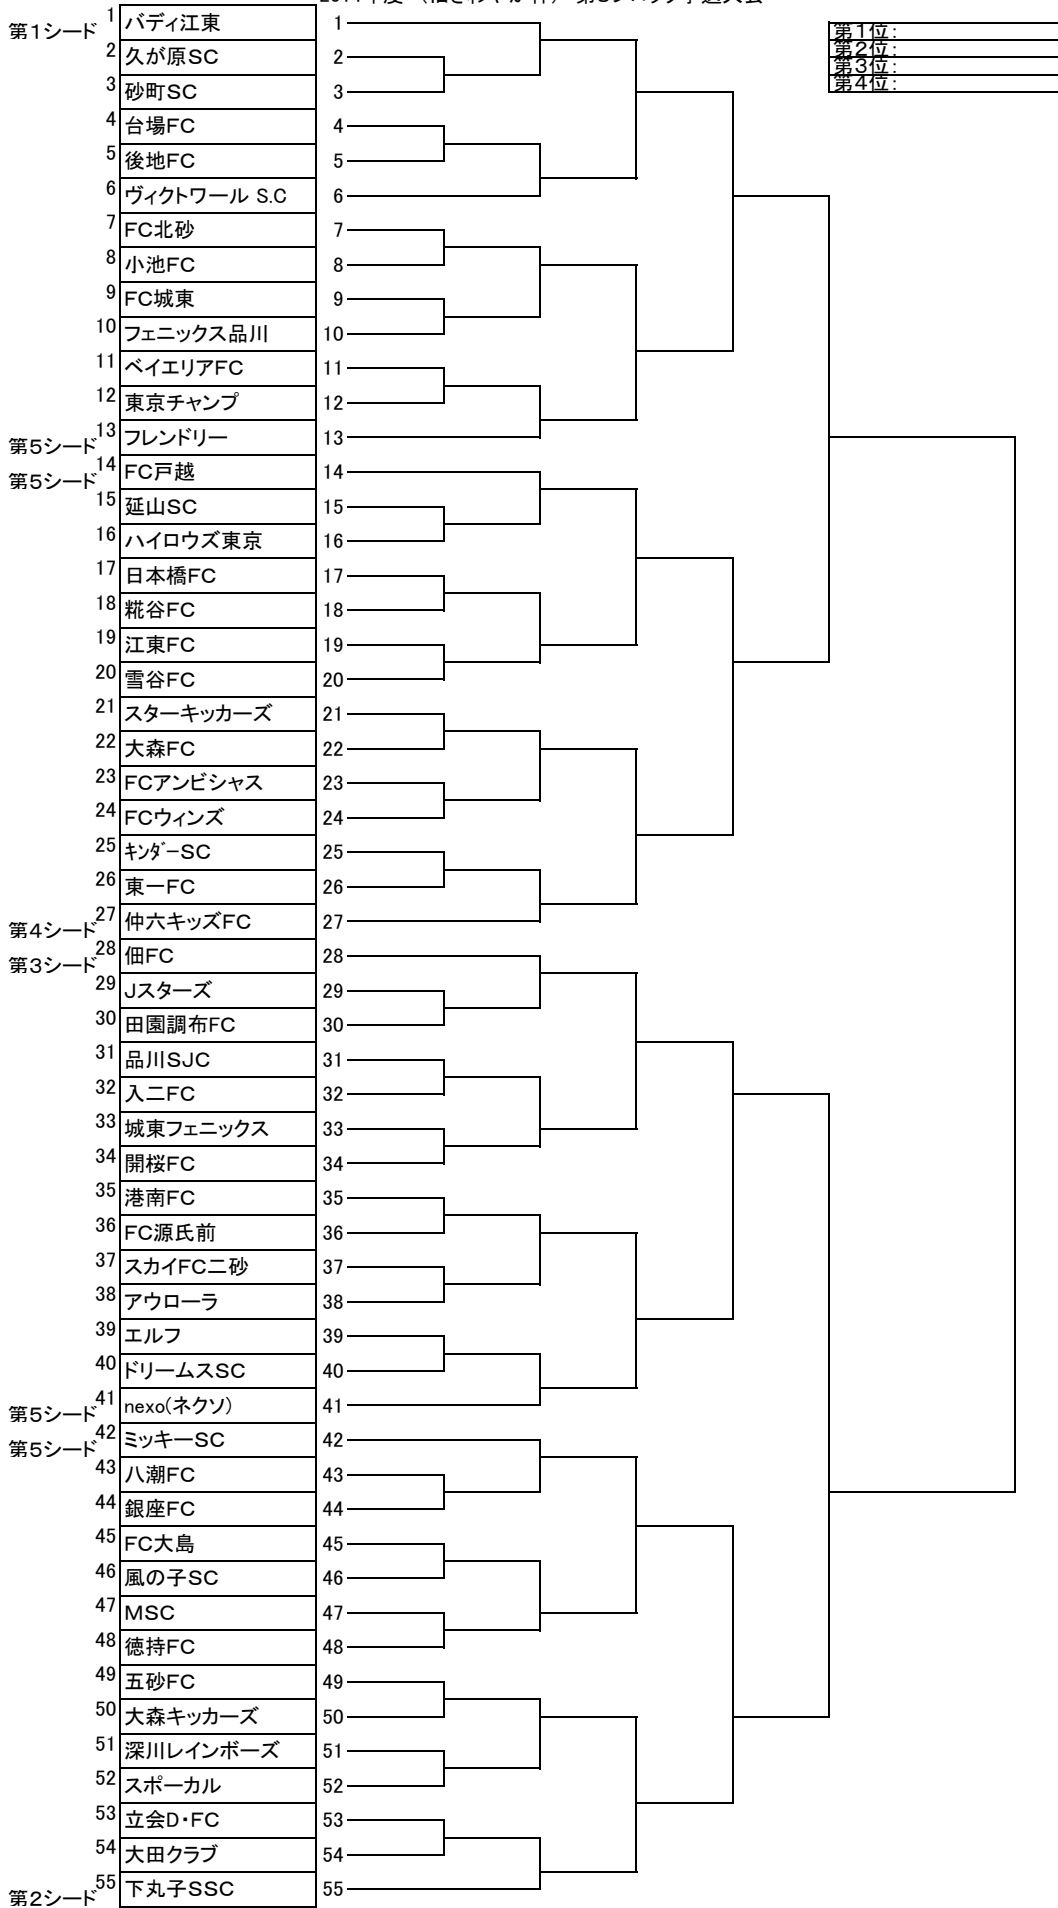 第1位:
第2位:
第3位:
第4位:
第1シード 1 バディ江東 1
2 久が原SC 2
3 砂町SC 3
4 台場FC 4
5 後地FC 5
6 ヴィクトワール S.C 6
7 FC北砂 7
8 小池FC 8
9 FC城東 9
10 フェニックス品川 10
11 ベイエリアFC 11
12 東京チャンプ 12
第5シード 13 フレンドリー 13
第5シード 14 FC戸越 14
15 延山SC 15
16 ハイロウズ東京 16
17 日本橋FC 17
18 糀谷FC 18
19 江東FC 19
20 雪谷FC 20
21 スターキッカーズ 21
22 大森FC 22
23 FCアンビシャス 23
24 FCウィンズ 24
25 ｷﾝﾀﾞｰSC 25
26 東一FC 26
第4シード 27 仲六キッズFC 27
第3シード 28 佃FC 28
29 Jスターズ 29
30 田園調布FC 30
31 品川SJC 31
32 入二FC 32
33 城東フェニックス 33
34 開桜FC 34
35 港南FC 35
36 FC源氏前 36
37 スカイFC二砂 37
38 アウローラ 38
39 エルフ 39
40 ドリームスSC 40
第5シード 41 nexo(ネクソ) 41
第5シード 42 ミッキーSC 42
43 八潮FC 43
44 銀座FC 44
45 FC大島 45
46 風の子SC 46
47 MSC 47
48 徳持FC 48
49 五砂FC 49
50 大森キッカーズ 50
51 深川レインボーズ 51
52 スポーカル 52
53 立会D・FC 53
54 大田クラブ 54
第2シード 55 下丸子SSC 55